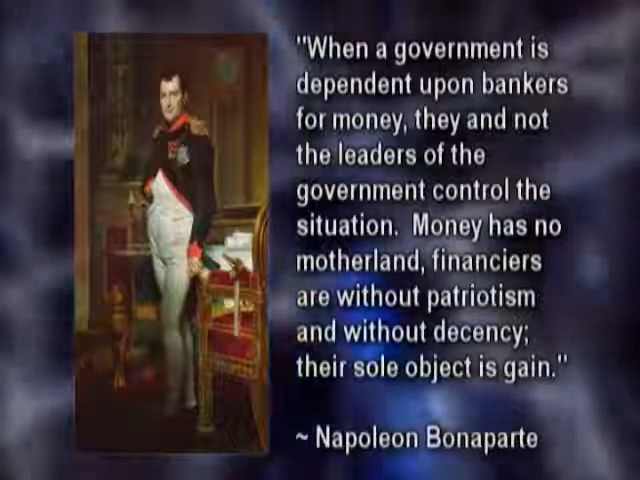 "When a government is
dependent upon bankers
for money, they and not
the leaders of the
government control the
situation.  Money has no
motherland, financiers
are without patriotism
and without decency;
their sole object is gain."
~ Napoleon Bonaparte